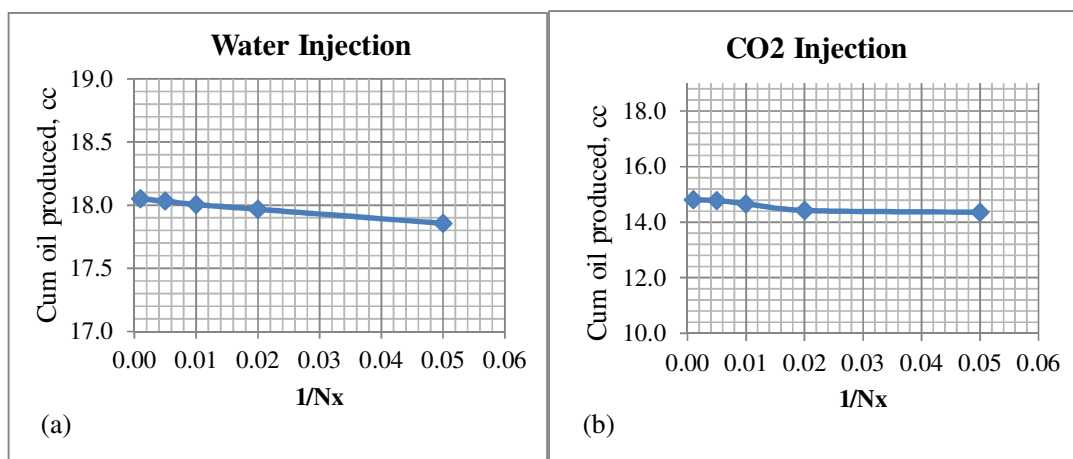 Water Injection
Cum oil produced, cc
19.0
18.5
18.0
17.5
17.0
0.00 0.01 0.02 0.03 0.04 0.05 0.06
1/Nx
(a)
CO2 Injection
Cum oil produced, cc
18.0
16.0
14.0
12.0
10.0
0.00 0.01 0.02 0.03 0.04 0.05 0.06
1/Nx
(b)